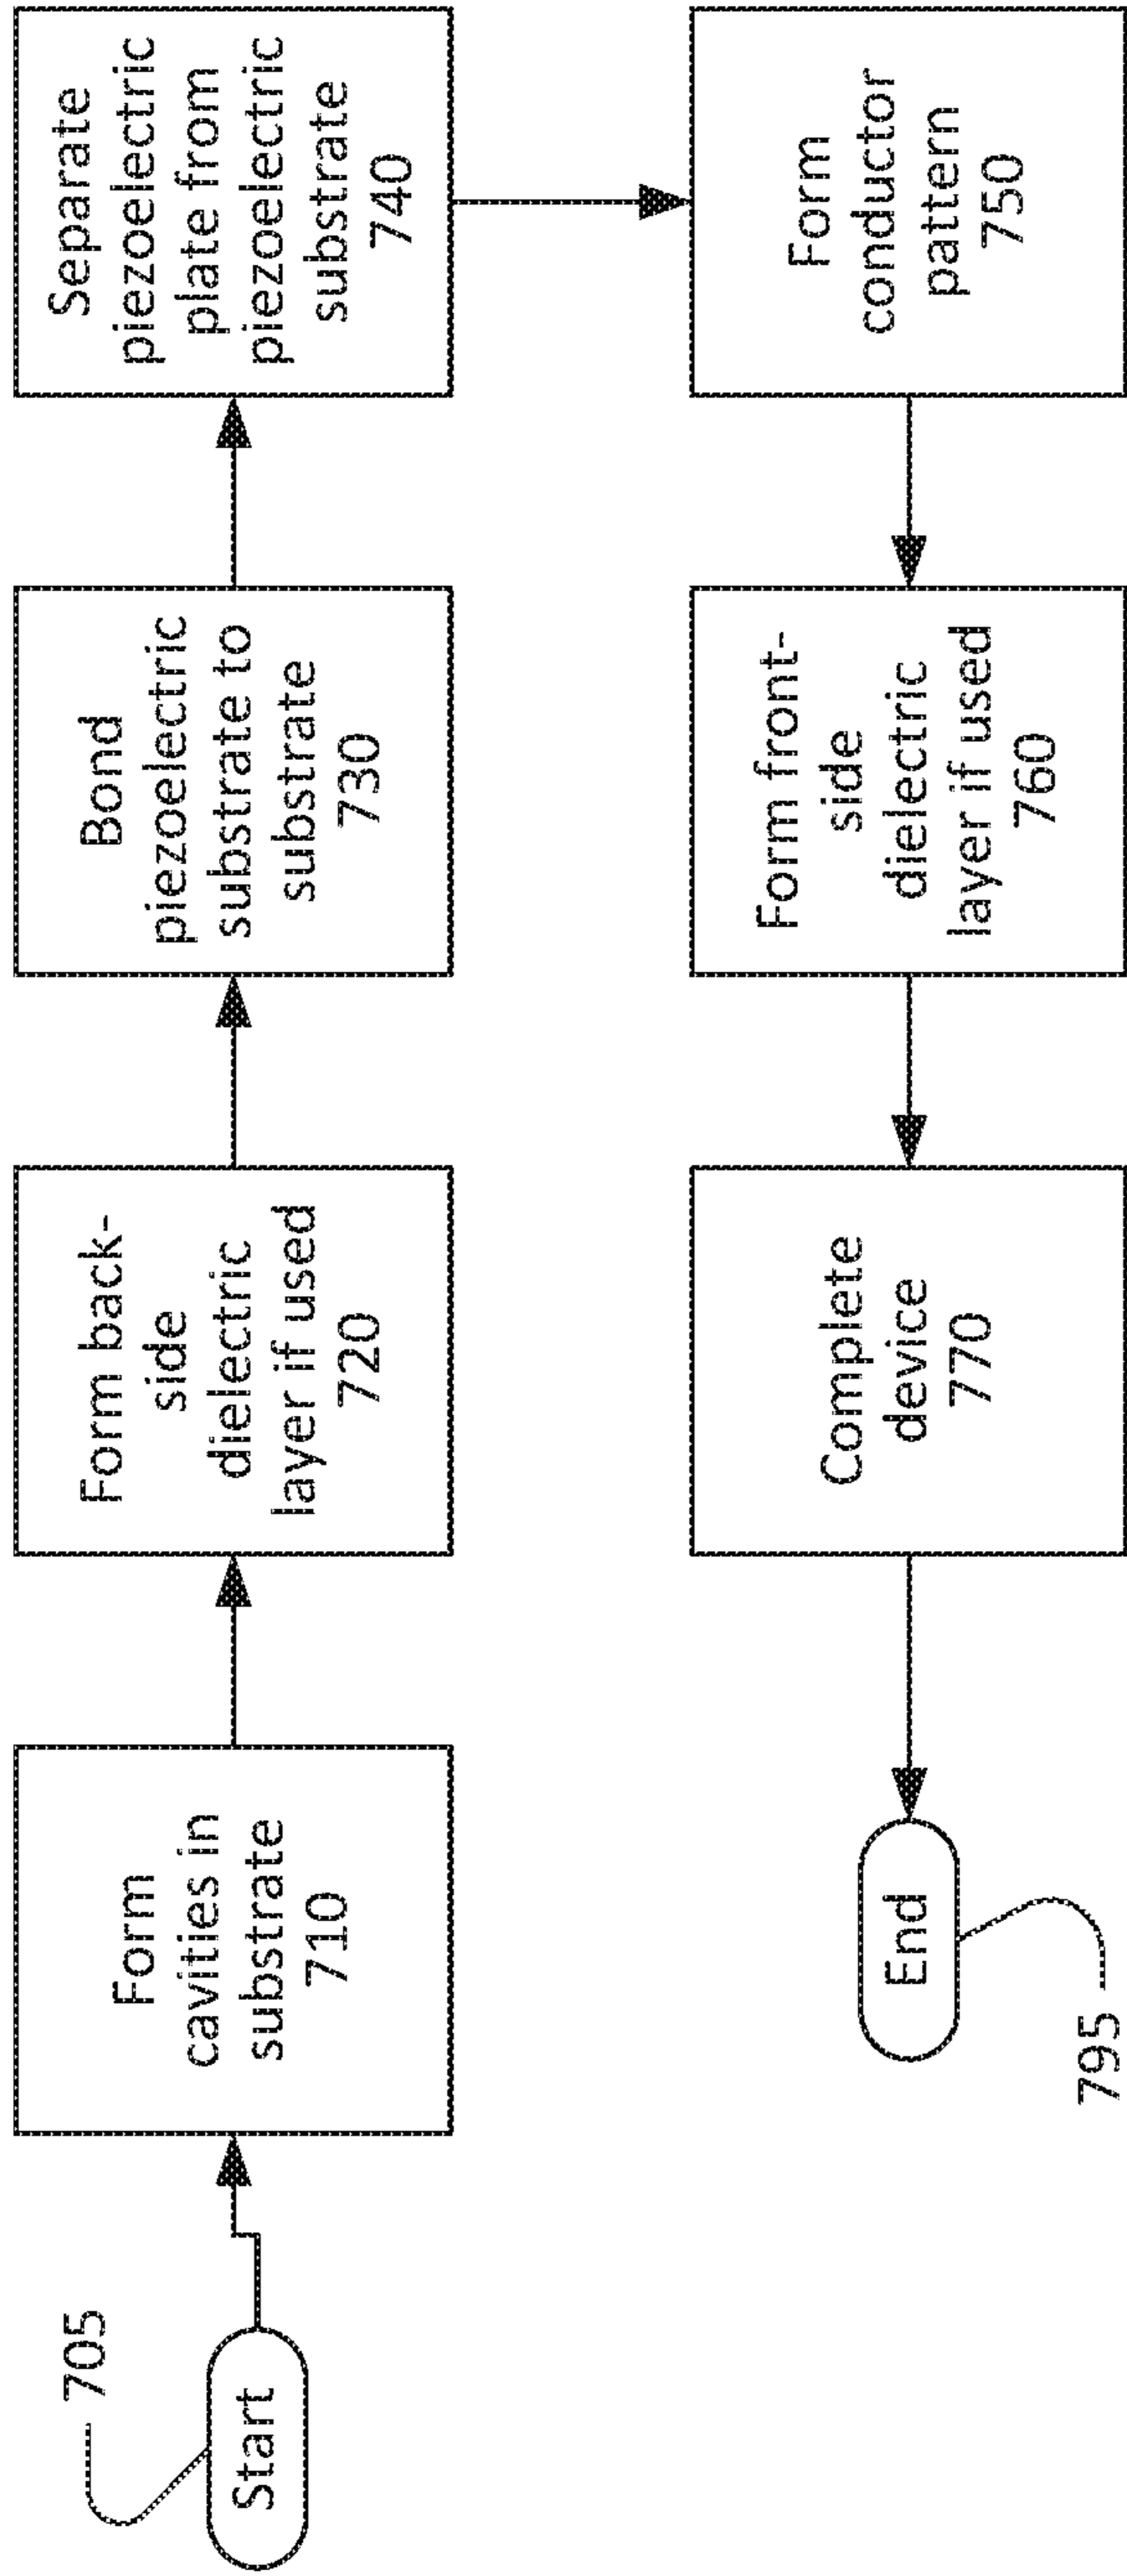 705
Start
Form
cavities in
substrate
710
Form back-
side
dielectric
layer if used
720
Bond
piezoelectric
substrate to
substrate
730
Separate
piezoelectric
plate from
piezoelectric
substrate
740
Form
conductor
pattern
750
Form front-
side
dielectric
layer if used
760
Complete
device
770
End
795